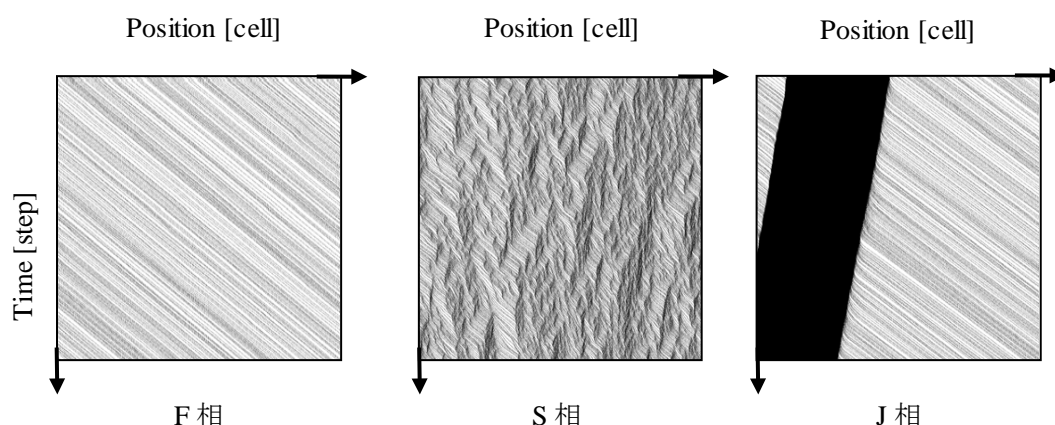 Position [cell]
Position [cell]
Position [cell]
Time [step]
F 相
S 相
J 相